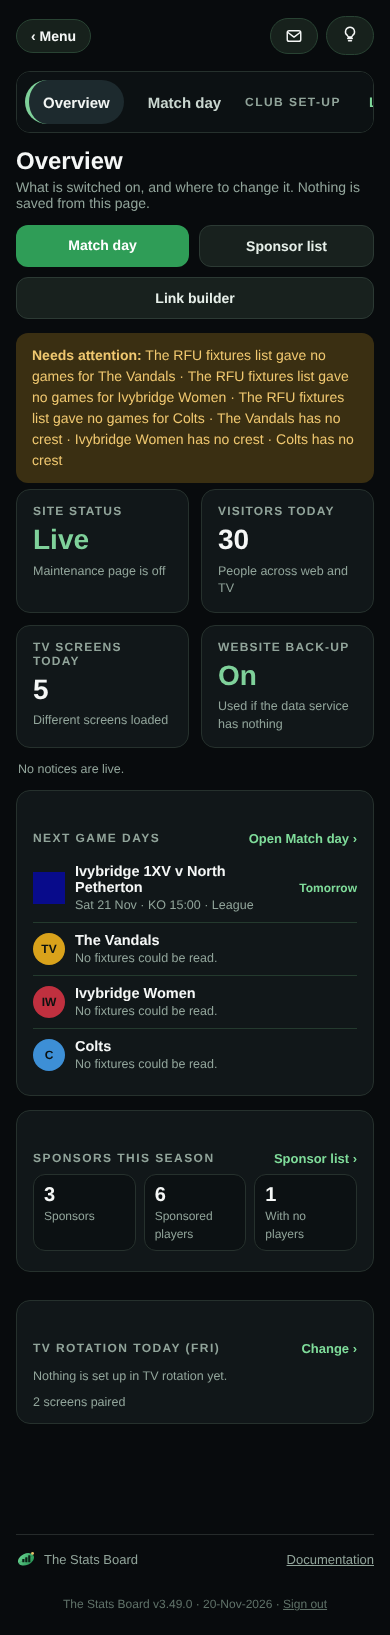 ‹ Menu
Overview Match day CLUB SET-UP
Overview
What is switched on, and where to change it. Nothing is
saved from this page.
Match day Sponsor list
Link builder
Needs attention: The RFU fixtures list gave no
games for The Vandals · The RFU fixtures list gave
no games for Ivybridge Women · The RFU fixtures
list gave no games for Colts · The Vandals has no
crest · Ivybridge Women has no crest · Colts has no
crest
SITE STATUS
Live
Maintenance page is off
VISITORS TODAY
30
People across web and
TV
TV SCREENS
TODAY
5
Different screens loaded
WEBSITE BACK-UP
On
Used if the data service
has nothing
No notices are live.
NEXT GAME DAYS Open Match day ›
Ivybridge 1XV v North
Petherton
Tomorrow
Sat 21 Nov · KO 15:00 · League
TV The Vandals
No fixtures could be read.
IW Ivybridge Women
No fixtures could be read.
C Colts
No fixtures could be read.
SPONSORS THIS SEASON Sponsor list ›
3
Sponsors
6
Sponsored
players
1
With no
players
TV ROTATION TODAY (FRI) Change ›
Nothing is set up in TV rotation yet.
2 screens paired
The Stats Board Documentation
The Stats Board v3.49.0 · 20-Nov-2026 · Sign out